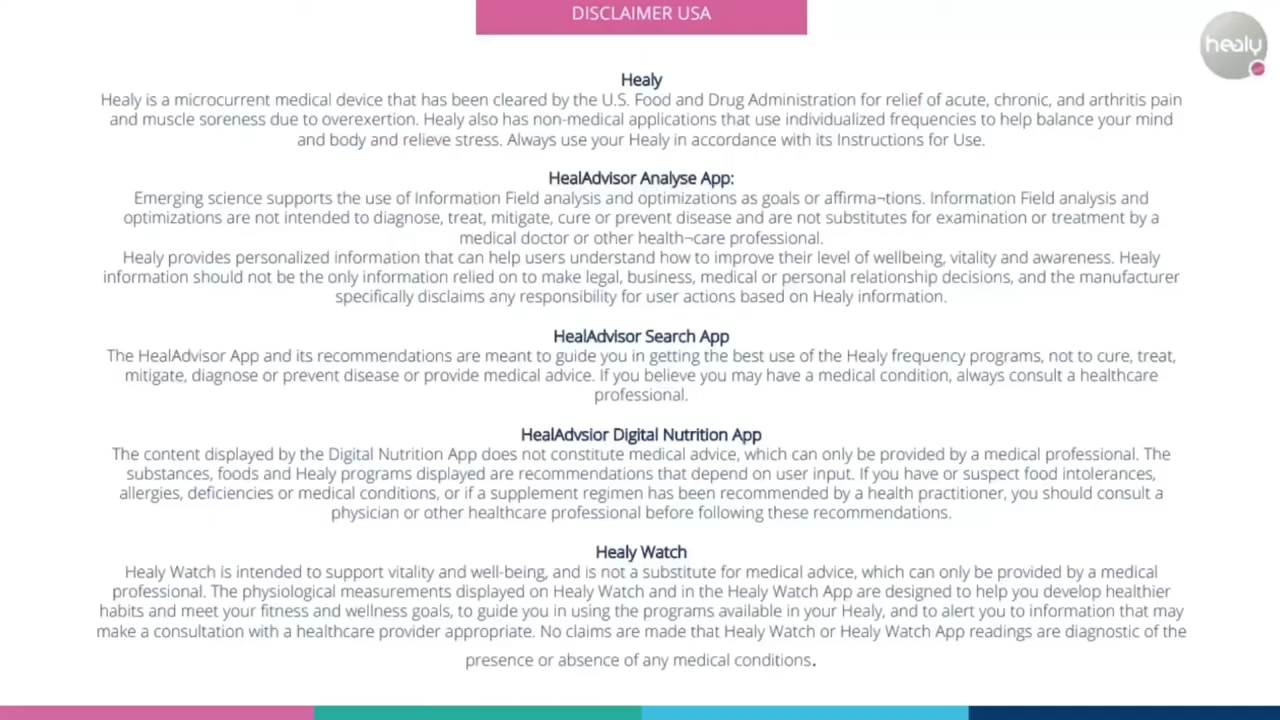 DISCLAIMER USA
healy
Healy
Healy is a microcurrent medical device that has been cleared by the U.S. Food and Drug Administration for relief of acute, chronic, and arthritis pain
and muscle soreness due to overexertion. Healy also has non-medical applications that use individualized frequencies to help balance your mind
and body and relieve stress. Always use your Healy in accordance with its Instructions for Use.
HealAdvisor Analyse App:
Emerging science supports the use of Information Field analysis and optimizations as goals or affirma¬tions. Information Field analysis and
optimizations are not intended to diagnose, treat, mitigate, cure or prevent disease and are not substitutes for examination or treatment by a
medical doctor or other health¬care professional.
Healy provides personalized information that can help users understand how to improve their level of wellbeing, vitality and awareness. Healy
information should not be the only information relied on to make legal, business, medical or personal relationship decisions, and the manufacturer
specifically disclaims any responsibility for user actions based on Healy information.
HealAdvisor Search App
The HealAdvisor App and its recommendations are meant to guide you in getting the best use of the Healy frequency programs, not to cure, treat,
mitigate, diagnose or prevent disease or provide medical advice. If you believe you may have a medical condition, always consult a healthcare
professional.
HealAdvsior Digital Nutrition App
The content displayed by the Digital Nutrition App does not constitute medical advice, which can only be provided by a medical professional. The
substances, foods and Healy programs displayed are recommendations that depend on user input. If you have or suspect food intolerances,
allergies, deficiencies or medical conditions, or if a supplement regimen has been recommended by a health practitioner, you should consult a
physician or other healthcare professional before following these recommendations.
Healy Watch
Healy Watch is intended to support vitality and well-being, and is not a substitute for medical advice, which can only be provided by a medical
professional. The physiological measurements displayed on Healy Watch and in the Healy Watch App are designed to help you develop healthier
habits and meet your fitness and wellness goals, to guide you in using the programs available in your Healy, and to alert you to information that may
make a consultation with a healthcare provider appropriate. No claims are made that Healy Watch or Healy Watch App readings are diagnostic of the
presence or absence of any medical conditions.